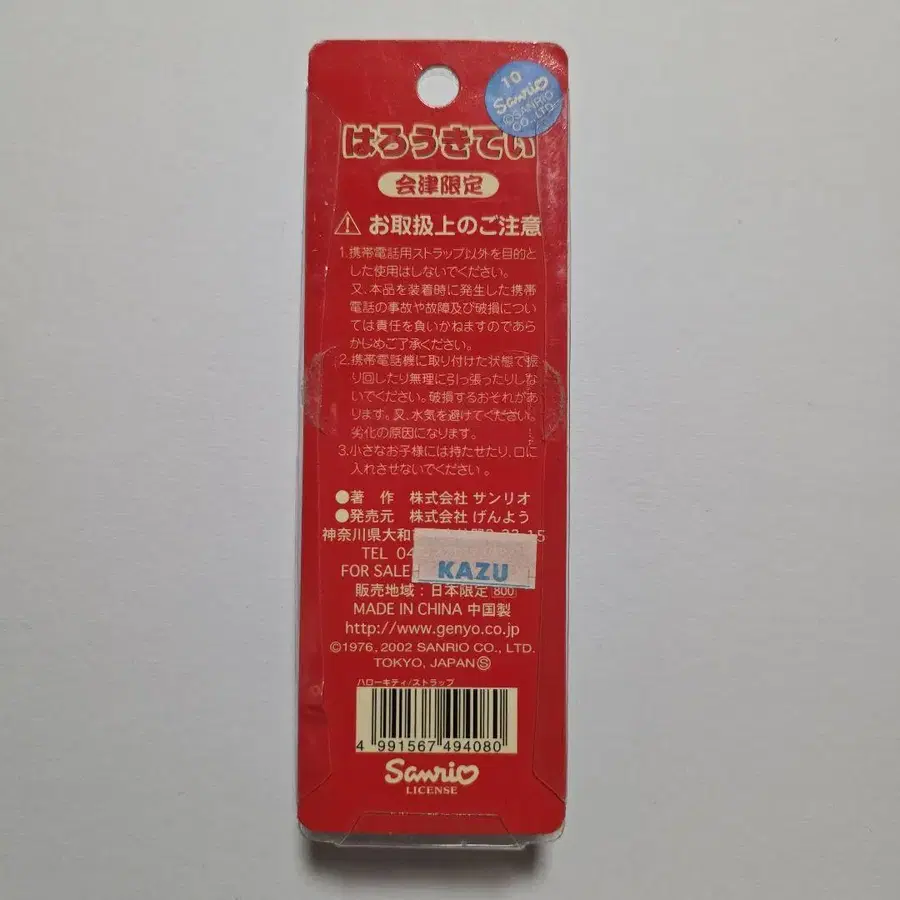 10
Sanrio
©SANRIO
CO., LTD.
はろうきてい
会津限定
お取扱上のご注意
1.携帯電話用ストラップ以外を目的と
した使用はしないでください。
又、本品を装着時に発生した携帯
電話の事故や故障及び破損につい
ては責任を負いかねますのであら
かじめご了承ください。
2.携帯電話機に取り付けた状態で振
り回したり無理に引っ張ったりしな
いでください。破損するおそれがあ
ります。又、水気を避けてください。
劣化の原因になります。
3.小さなお子様には持たせたり、口に
入れさせないでください。
●著 作 株式会社 サンリオ
●発売元 株式会社 げんよう
神奈川県大和
TEL 04
FOR SALE
KAZU
販売地域:日本限定 800
MADE IN CHINA 中国製
http://www.genyo.co.jp
©1976, 2002 SANRIO CO., LTD.
TOKYO, JAPAN Ⓢ
ハローキティ/ストラップ
4 991567 494080
Sanrio
LICENSE